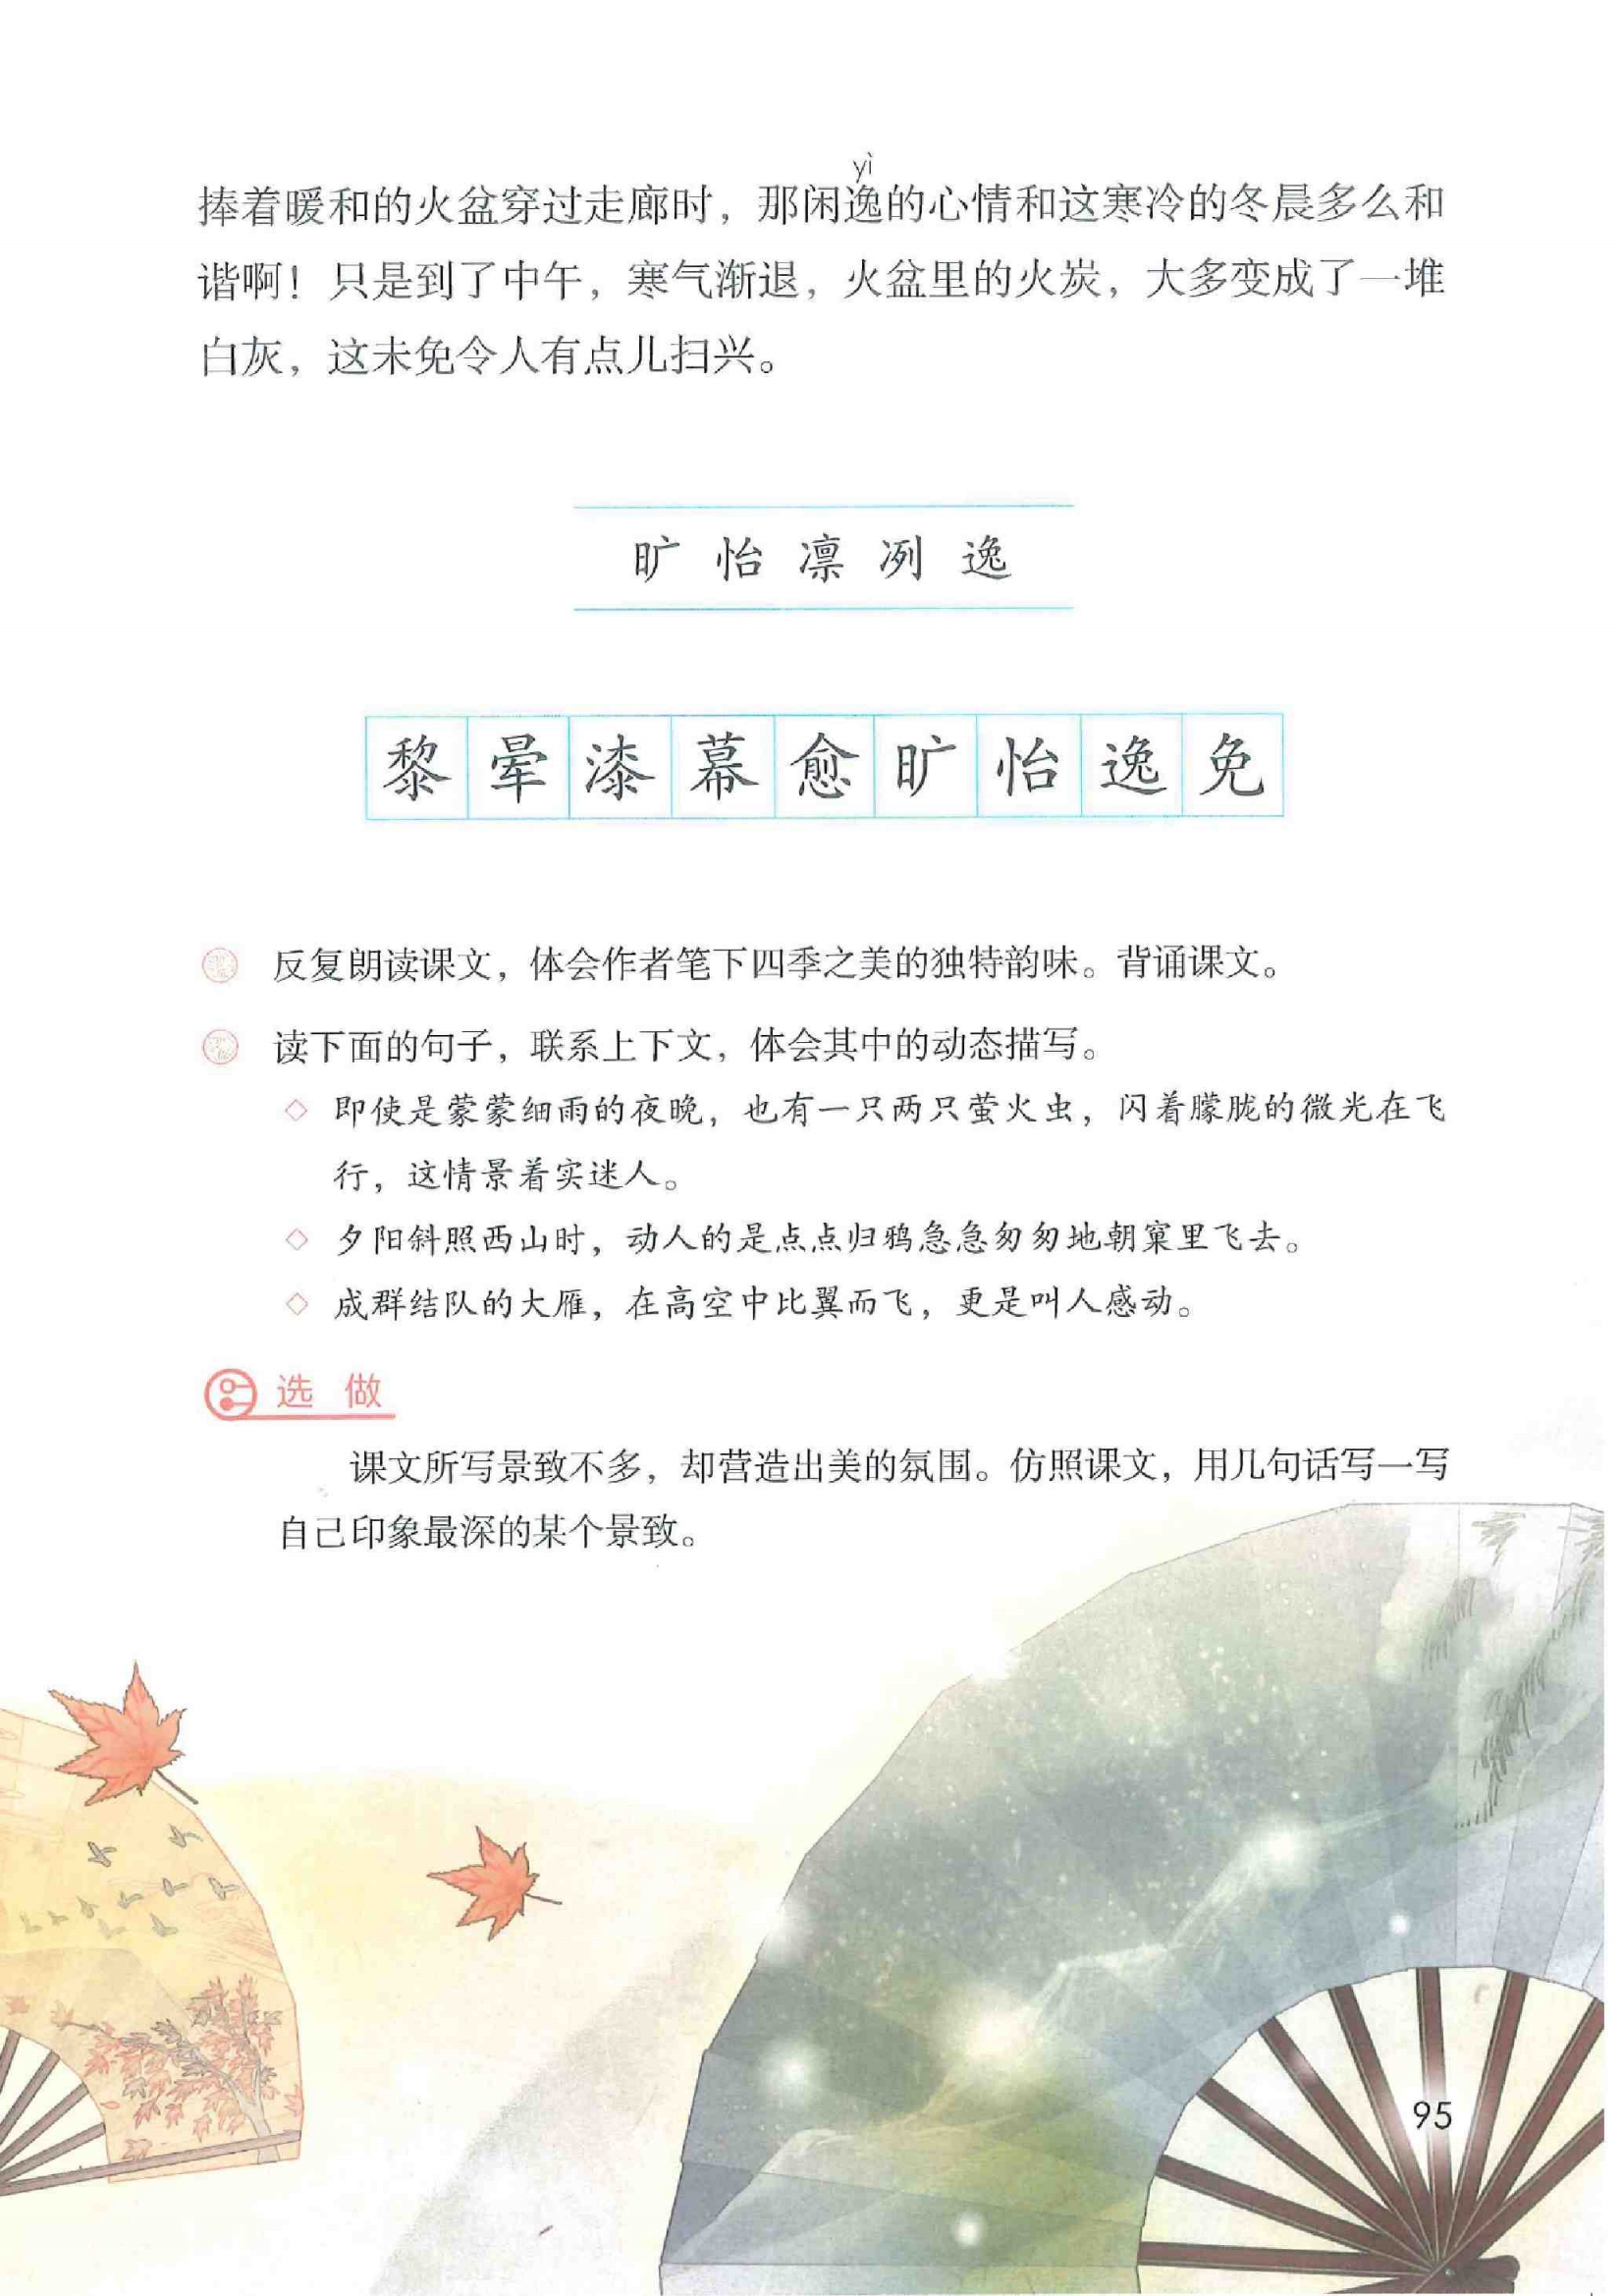 yì
捧着暖和的火盆穿过走廊时，那闲逸的心情和这寒冷的冬晨多么和
谐啊！只是到了中午，寒气渐退，火盆里的火炭，大多变成了一堆
白灰，这未免令人有点儿扫兴。
旷 怡 凛 冽 逸
黎 晕 漆 幕 愈 旷 怡 逸 免
反复朗读课文，体会作者笔下四季之美的独特韵味。背诵课文。
读下面的句子，联系上下文，体会其中的动态描写。
◇ 即使是蒙蒙细雨的夜晚，也有一只两只萤火虫，闪着朦胧的微光在飞
行，这情景着实迷人。
◇ 夕阳斜照西山时，动人的是点点归鸦急急匆匆地朝窠里飞去。
◇ 成群结队的大雁，在高空中比翼而飞，更是叫人感动。
选 做
课文所写景致不多，却营造出美的氛围。仿照课文，用几句话写一写
自己印象最深的某个景致。
95